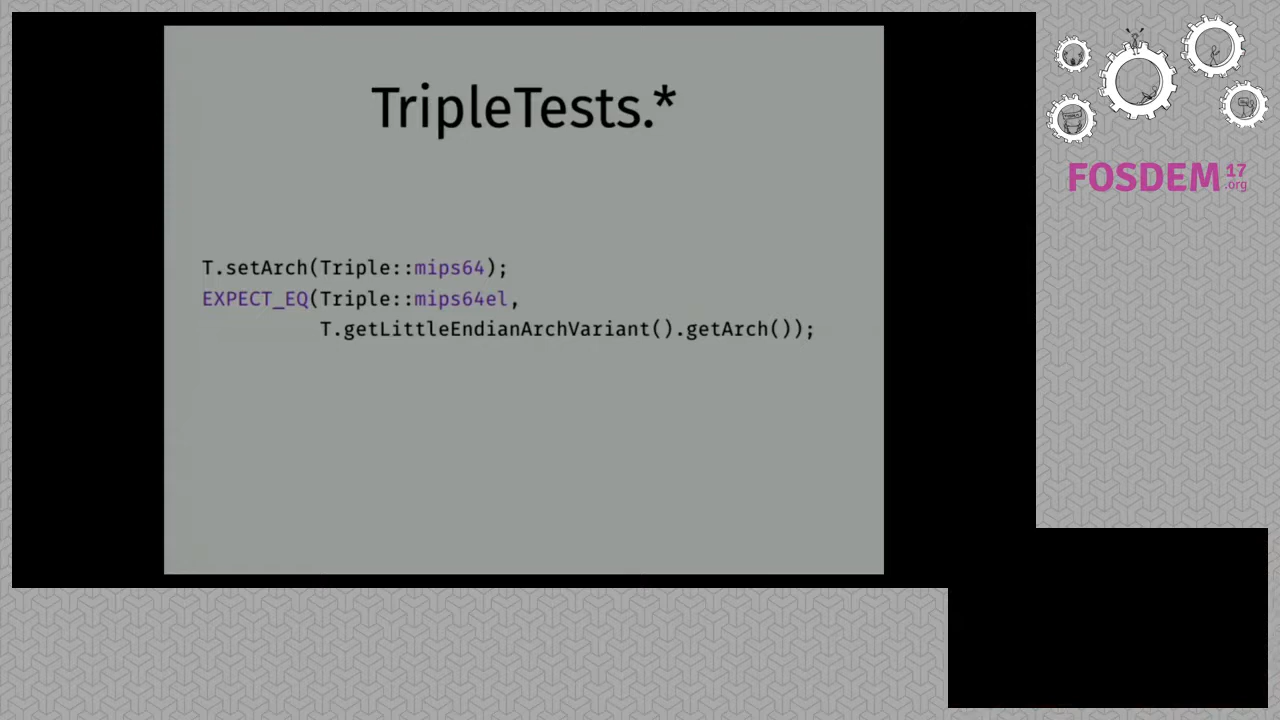 TripleTests.*
T.setArch(Triple::mips64);
EXPECT_EQ(Triple::mips64el,
T.getLittleEndianArchVariant().getArch());
FOSDEM 17
.org